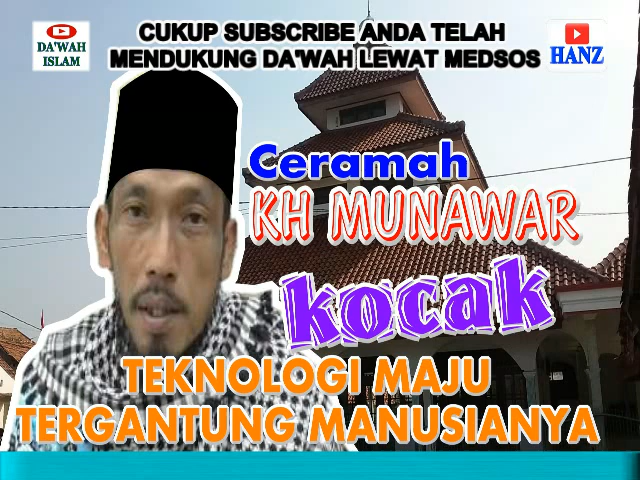 DA'WAH
ISLAM
CUKUP SUBSCRIBE ANDA TELAH
MENDUKUNG DA'WAH LEWAT MEDSOS
HANZ
Ceramah
KH MUNAWAR
kocak
TEKNOLOGI MAJU
TERGANTUNG MANUSIANYA